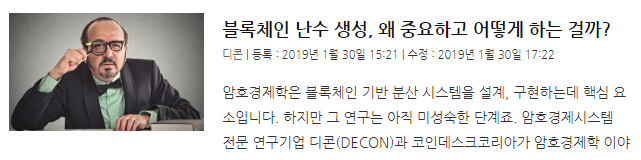 블록체인 난수 생성, 왜 중요하고 어떻게 하는 걸까?
디콘 | 등록 : 2019년 1월 30일 15:21 | 수정 : 2019년 1월 30일 17:22
암호경제학은 블록체인 기반 분산 시스템을 설계, 구현하는데 핵심 요
소입니다. 하지만 그 연구는 아직 미성숙한 단계죠. 암호경제시스템
전문 연구기업 디콘(DECON)과 코인데스크코리아가 암호경제학 이야